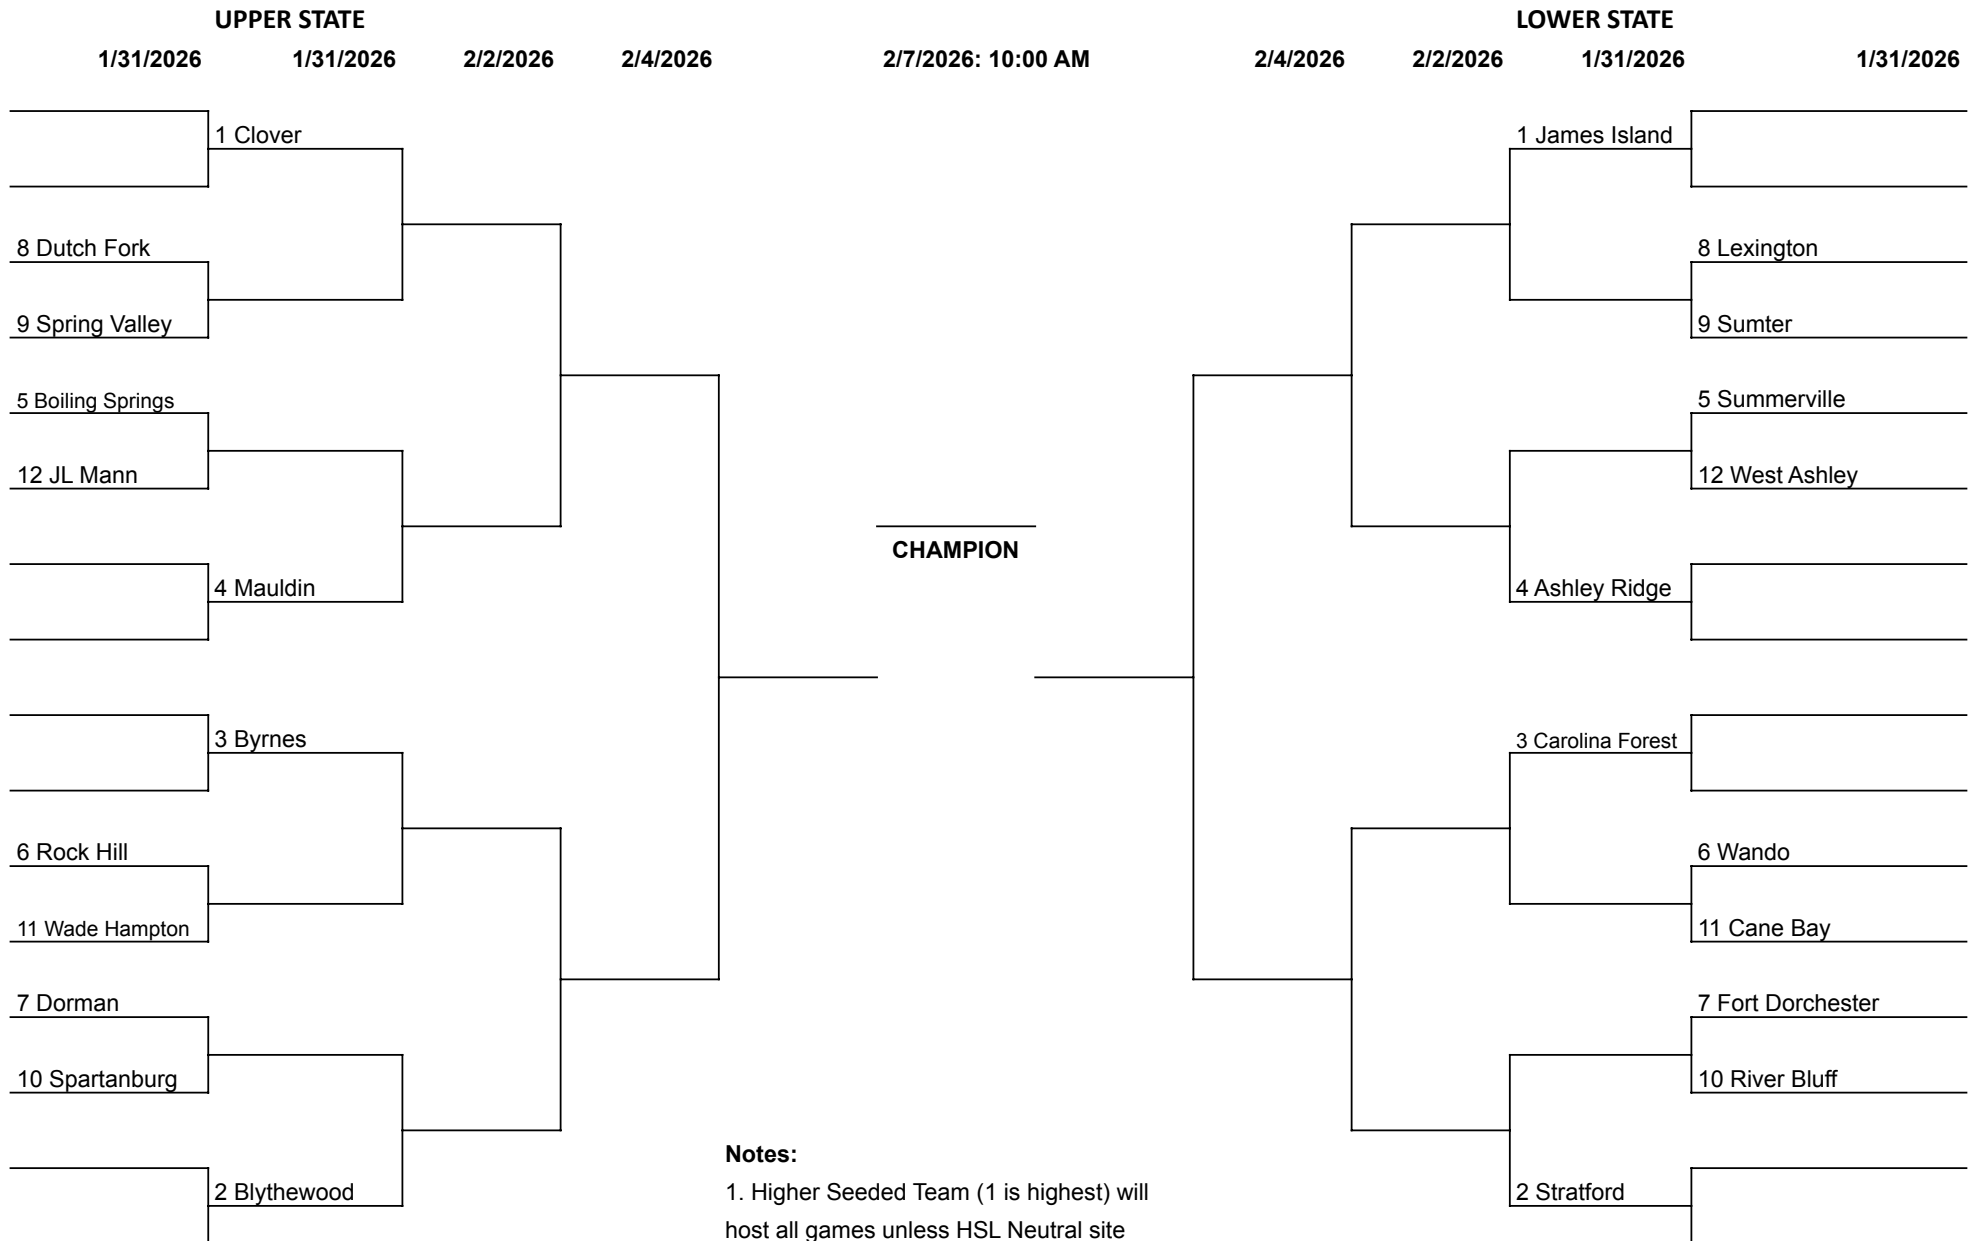 UPPER STATE
LOWER STATE
1/31/2026 1/31/2026 2/2/2026 2/4/2026 2/7/2026: 10:00 AM 2/4/2026 2/2/2026 1/31/2026 1/31/2026
1 Clover
8 Dutch Fork
9 Spring Valley
5 Boiling Springs
12 JL Mann
4 Mauldin
3 Byrnes
6 Rock Hill
11 Wade Hampton
7 Dorman
10 Spartanburg
2 Blythewood
CHAMPION
1 James Island
8 Lexington
9 Sumter
5 Summerville
12 West Ashley
4 Ashley Ridge
3 Carolina Forest
6 Wando
11 Cane Bay
7 Fort Dorchester
10 River Bluff
2 Stratford
Notes:
1. Higher Seeded Team (1 is highest) will
host all games unless HSL Neutral site